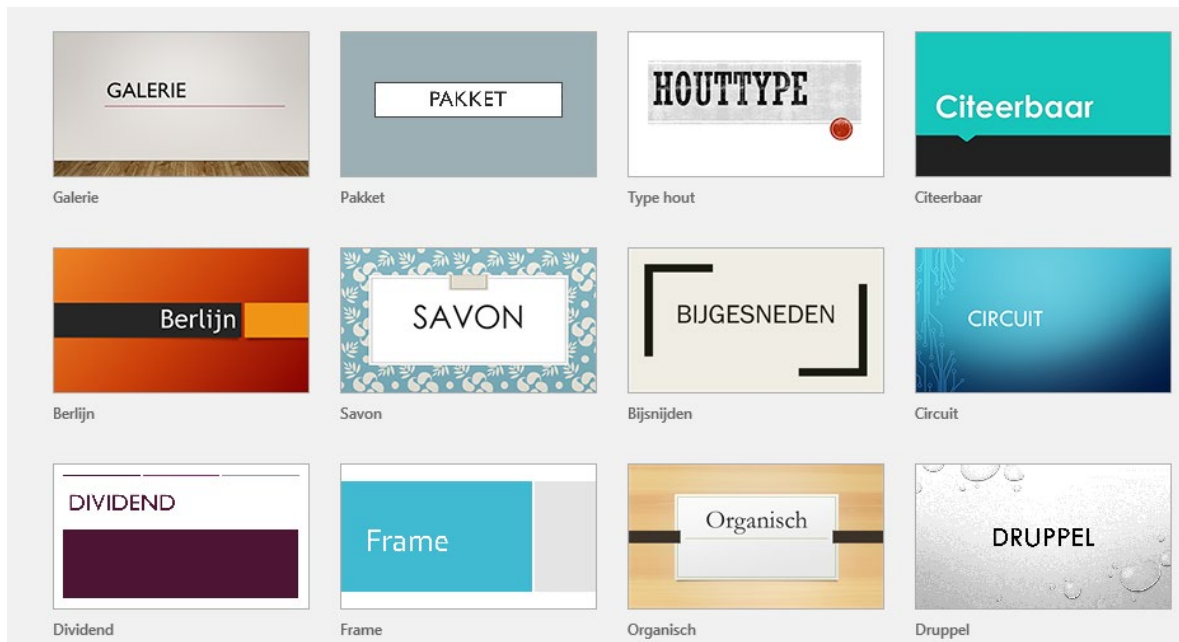 GALERIE
PAKKET
HOUTTYPE
Citeerbaar
Galerie
Pakket
Type hout
Citeerbaar
Berlijn
SAVON
BIJGESNEDEN
CIRCUIT
Berlijn
Savon
Bijsnijden
Circuit
DIVIDEND
Frame
Organisch
DRUPPEL
Dividend
Frame
Organisch
Druppel